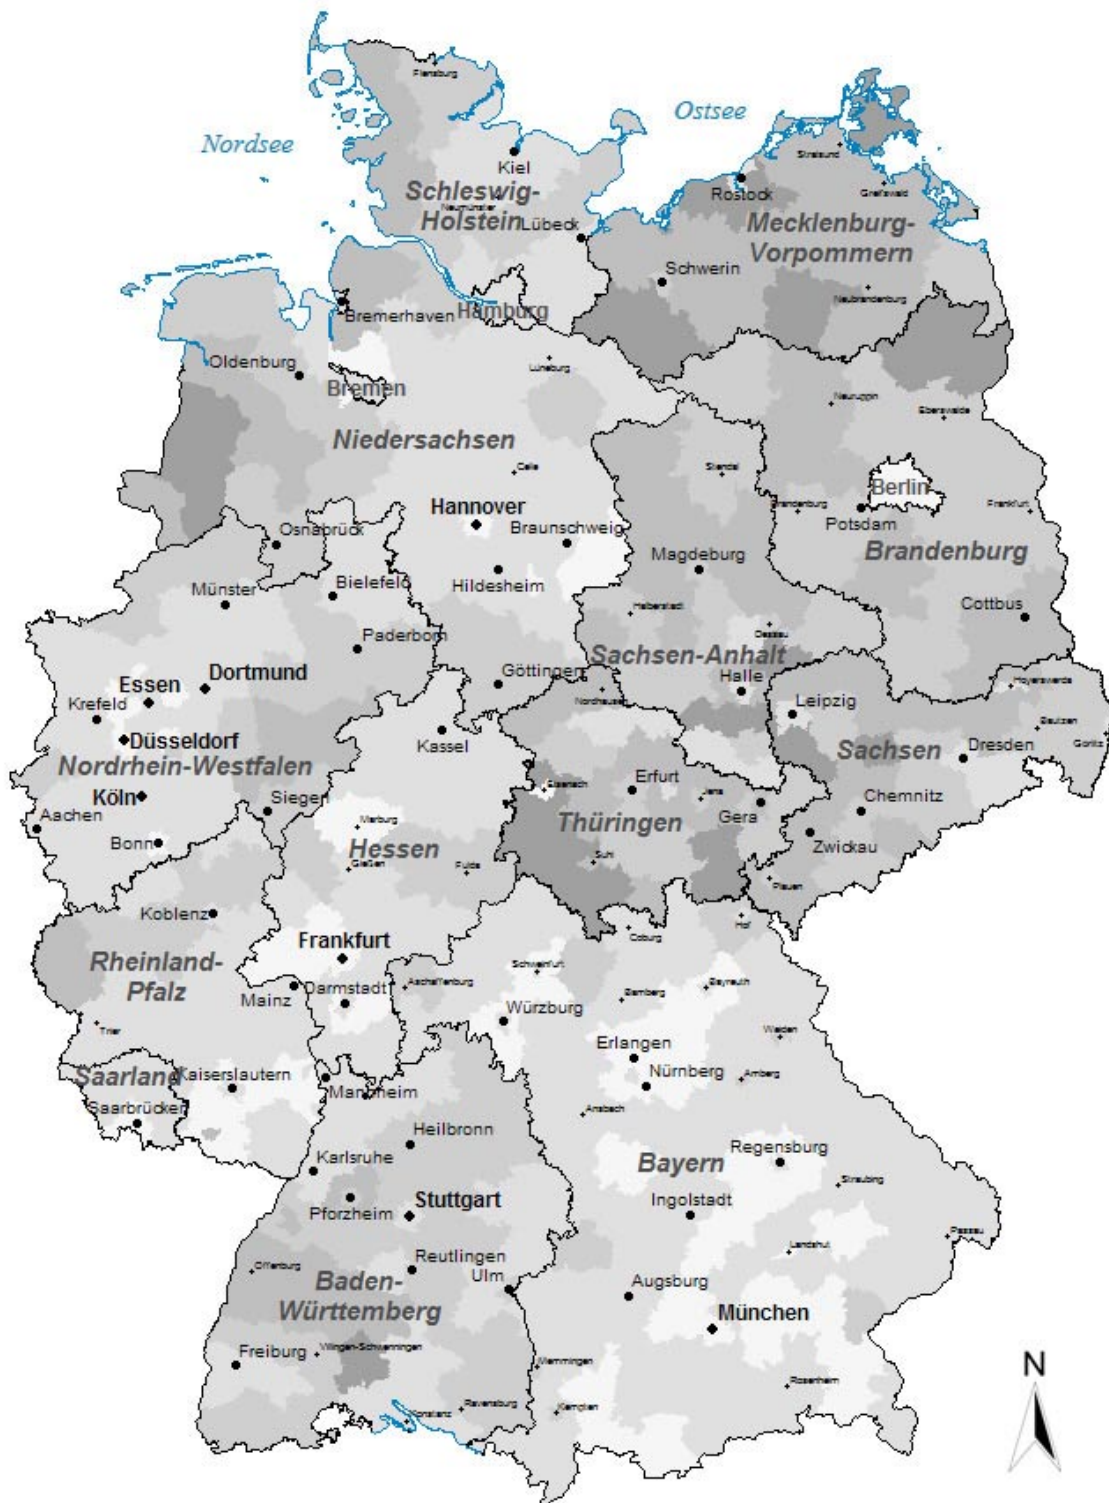 Flensburg
Ostsee
Nordsee
Stralsund
Kiel
Schleswig-
Holstein
Neumünster
Rostock
Greifswald
Mecklenburg-
Vorpommern
Lübeck
Schwerin
Neubrandenburg
Hamburg
Bremerhaven
Oldenburg
Lüneburg
Bremen
Neuruppin
Eberswalde
Niedersachsen
Celle
Stendal
Berlin
Hannover
Braunschweig
Brandenburg
Potsdam
Frankfurt
Osnabrück
Brandenburg
Magdeburg
Hildesheim
Bielefeld
Münster
Halberstadt
Cottbus
Dessau
Paderborn
Sachsen-Anhalt
Göttingen
Halle
Dortmund
Essen
Nordhausen
Hoyerswerda
Krefeld
Leipzig
Bautzen
Düsseldorf
Kassel
Sachsen
Dresden
Görlitz
Nordrhein-Westfalen
Erfurt
Eisenach
Köln
Siegen
Jena
Gera
Chemnitz
Aachen
Marburg
Thüringen
Bonn
Hessen
Zwickau
Gießen
Fulda
Suhl
Plauen
Koblenz
Hof
Coburg
Frankfurt
Rheinland-
Pfalz
Schweinfurt
Mainz
Darmstadt
Aschaffenburg
Bamberg
Bayreuth
Würzburg
Trier
Weiden
Erlangen
Saarland
Kaiserslautern
Nürnberg
Amberg
Mannheim
Saarbrücken
Ansbach
Heilbronn
Regensburg
Karlsruhe
Bayern
Straubing
Stuttgart
Pforzheim
Ingolstadt
Passau
Landshut
Offenburg
Reutlingen
Ulm
Baden-
Württemberg
Augsburg
München
Freiburg
Villingen-Schwenningen
Memmingen
Rosenheim
Ravensburg
Konstanz
Kempten
N